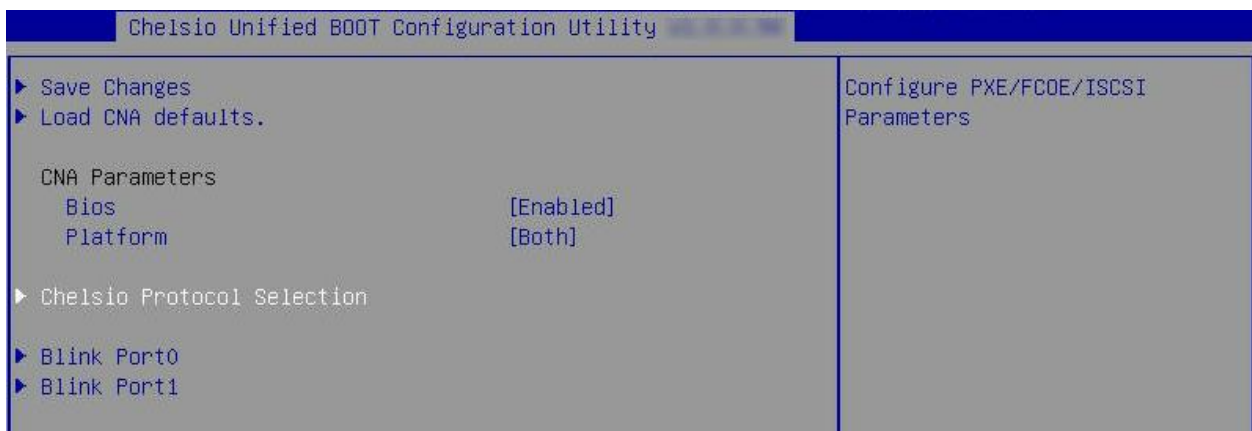 Chelsio Unified BOOT Configuration Utility
Save Changes
Load CNA defaults.
CNA Parameters
Bios [Enabled]
Platform [Both]
Chelsio Protocol Selection
Blink Port0
Blink Port1
Configure PXE/FCOE/ISCSI
Parameters